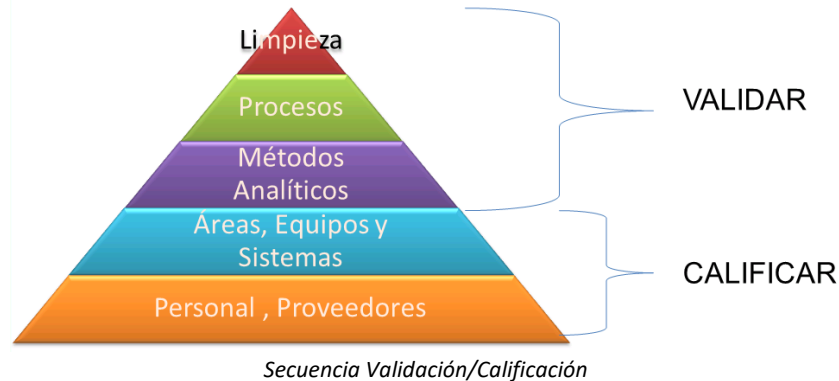 Limpieza
Procesos
Métodos
Analíticos
Áreas, Equipos y
Sistemas
Personal , Proveedores
VALIDAR
CALIFICAR
Secuencia Validación/Calificación